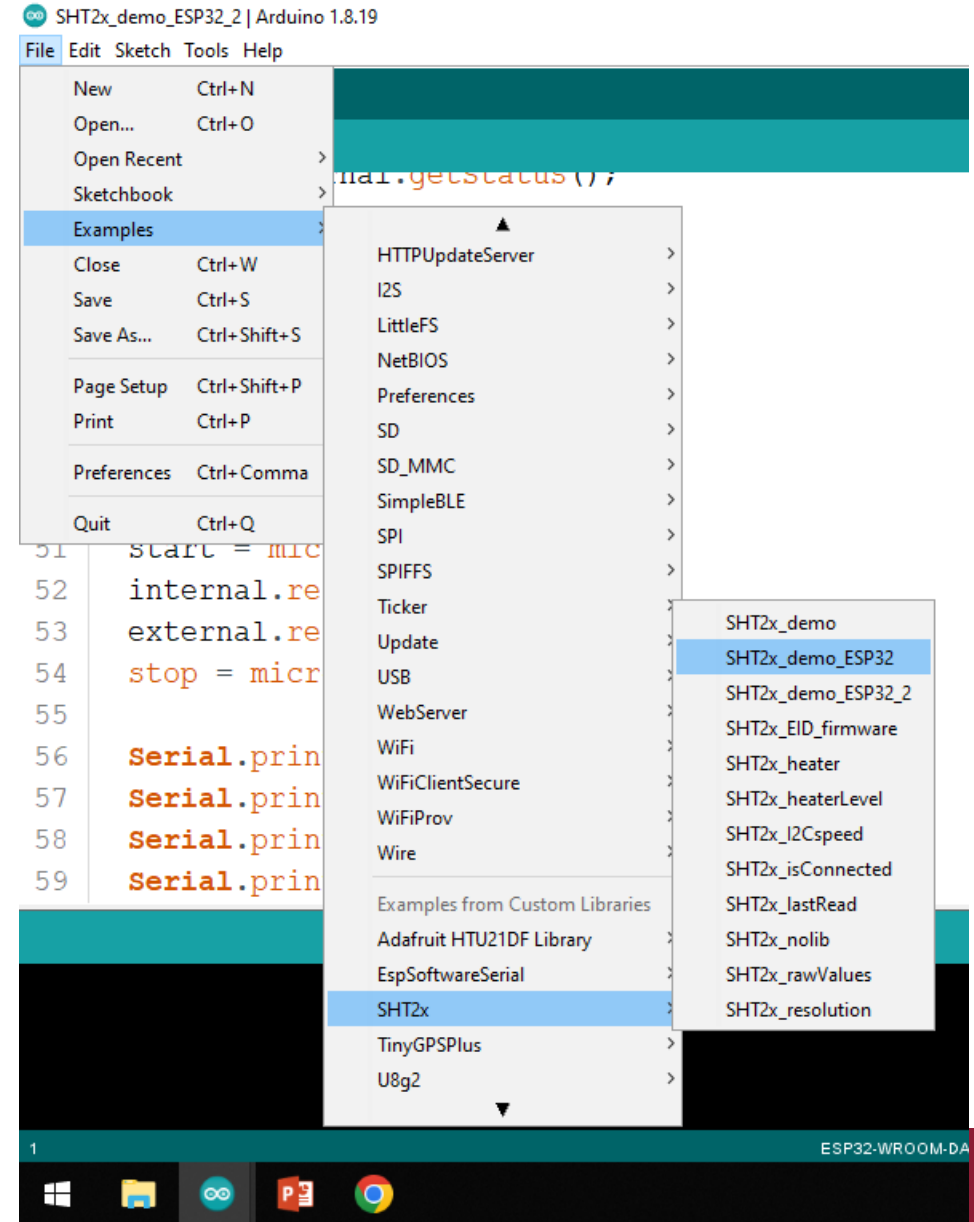 SHT2x_demo_ESP32_2 | Arduino 1.8.19
File Edit Sketch Tools Help
New Ctrl+N
Open... Ctrl+O
Open Recent
Sketchbook
Examples
Close Ctrl+W
Save Ctrl+S
Save As... Ctrl+Shift+S
Page Setup Ctrl+Shift+P
Print Ctrl+P
Preferences Ctrl+Comma
Quit Ctrl+Q
nal.getStatus();
HTTPUpdateServer
I2S
LittleFS
NetBIOS
Preferences
SD
SD_MMC
SimpleBLE
SPI
SPIFFS
Ticker
Update
USB
WebServer
WiFi
WiFiClientSecure
WiFiProv
Wire
Examples from Custom Libraries
Adafruit HTU21DF Library
EspSoftwareSerial
SHT2x
TinyGPSPlus
U8g2
SHT2x_demo
SHT2x_demo_ESP32
SHT2x_demo_ESP32_2
SHT2x_EID_firmware
SHT2x_heater
SHT2x_heaterLevel
SHT2x_I2Cspeed
SHT2x_isConnected
SHT2x_lastRead
SHT2x_nolib
SHT2x_rawValues
SHT2x_resolution
51 start = mic
52 internal.re
53 external.re
54 stop = micr
55
56 Serial.prin
57 Serial.prin
58 Serial.prin
59 Serial.prin
1 ESP32-WROOM-DA